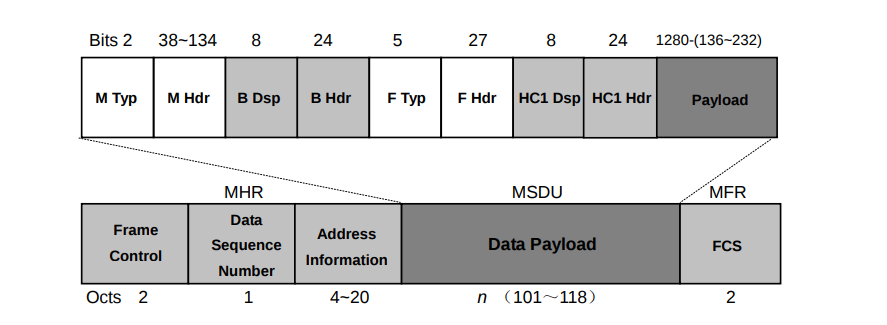 Bits 2 38~134 8 24 5 27 8 24 1280-(136~232)
M Typ M Hdr B Dsp B Hdr F Typ F Hdr HC1 Dsp HC1 Hdr Payload
MHR MSDU MFR
Frame Control
Data Sequence Number
Address Information
Data Payload
FCS
Octs 2 1 4~20 n （101～118） 2